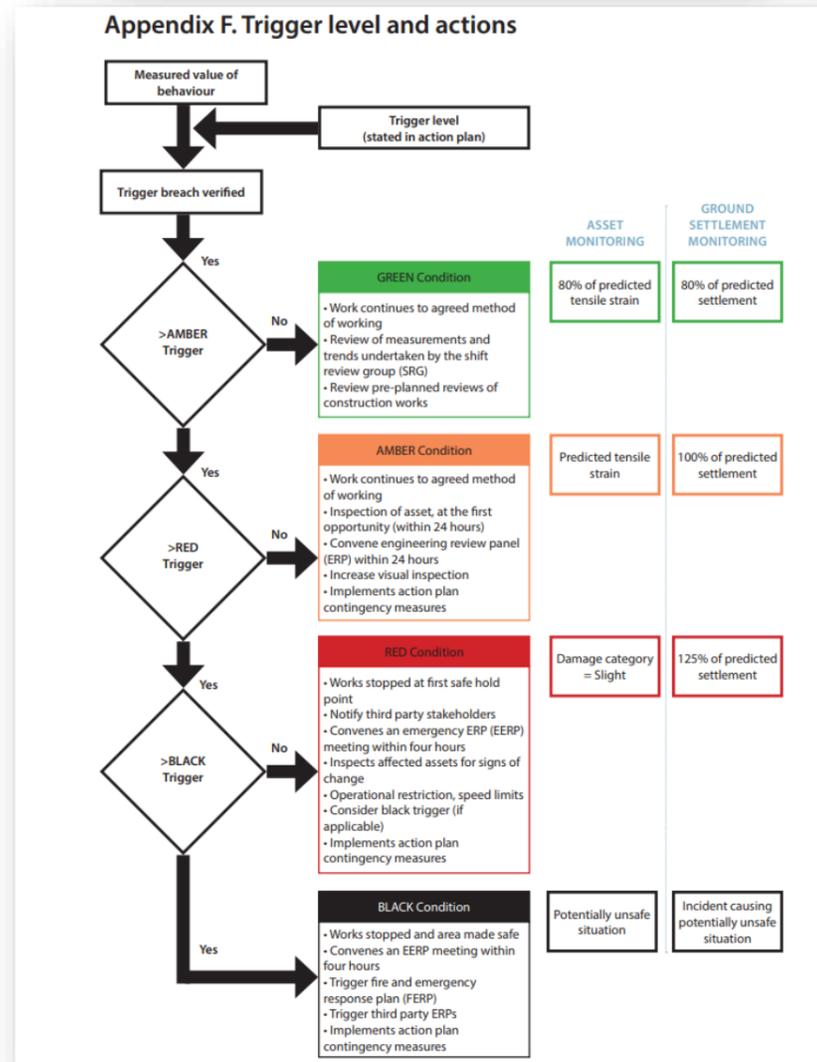 Appendix F. Trigger level and actions
Measured value of
behaviour
Trigger level
(stated in action plan)
Trigger breach verified
ASSET
MONITORING
GROUND
SETTLEMENT
MONITORING
Yes
>AMBER
Trigger
No
GREEN Condition
• Work continues to agreed method
of working
• Review of measurements and
trends undertaken by the shift
review group (SRG)
• Review pre-planned reviews of
construction works
80% of predicted
tensile strain
80% of predicted
settlement
Yes
>RED
Trigger
No
AMBER Condition
• Work continues to agreed method
of working
• Inspection of asset, at the first
opportunity (within 24 hours)
• Convene engineering review panel
(ERP) within 24 hours
• Increase visual inspection
• Implements action plan
contingency measures
Predicted tensile
strain
100% of predicted
settlement
Yes
>BLACK
Trigger
No
RED Condition
• Works stopped at first safe hold
point
• Notify third party stakeholders
• Convenes an emergency ERP (EERP)
meeting within four hours
• Inspects affected assets for signs of
change
• Operational restriction, speed limits
• Consider black trigger (if
applicable)
• Implements action plan
contingency measures
Damage category
= Slight
125% of predicted
settlement
Yes
BLACK Condition
• Works stopped and area made safe
• Convenes an EERP meeting within
four hours
• Trigger fire and emergency
response plan (FERP)
• Trigger third party ERPs
• Implements action plan
contingency measures
Potentially unsafe
situation
Incident causing
potentially unsafe
situation